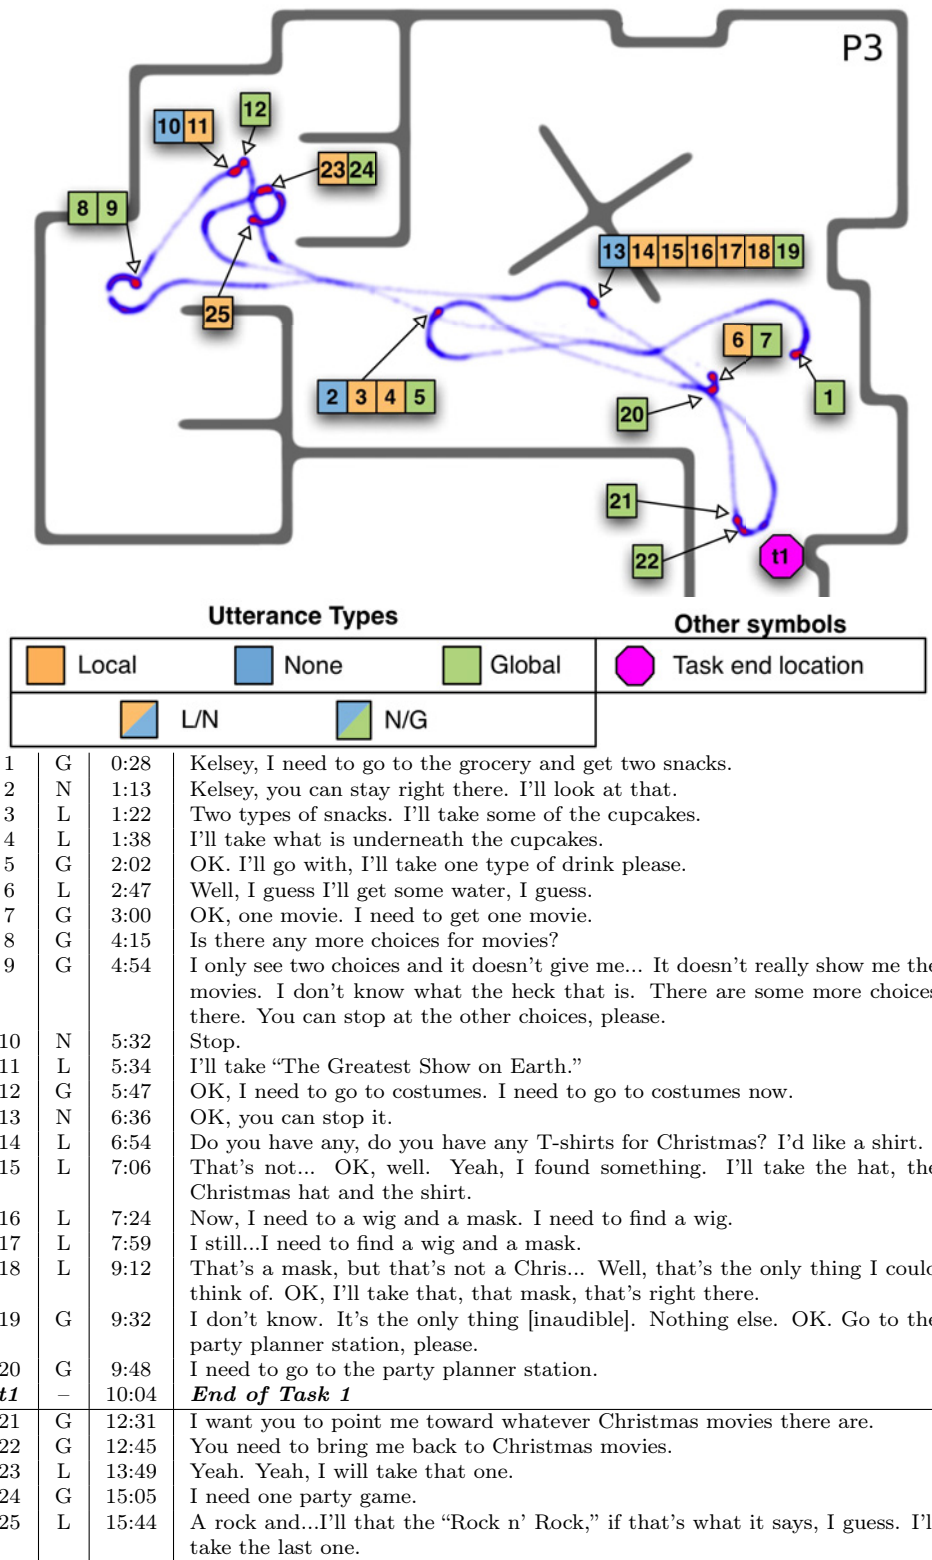 P3
12
10 11
23 24
8 9
13 14 15 16 17 18 19
25
6 7
2 3 4 5
1
20
21
22
t1
Utterance Types
Other symbols
Local None Global
Task end location
L/N N/G
1 G 0:28 Kelsey, I need to go to the grocery and get two snacks.
2 N 1:13 Kelsey, you can stay right there. I'll look at that.
3 L 1:22 Two types of snacks. I'll take some of the cupcakes.
4 L 1:38 I'll take what is underneath the cupcakes.
5 G 2:02 OK. I'll go with, I'll take one type of drink please.
6 L 2:47 Well, I guess I'll get some water, I guess.
7 G 3:00 OK, one movie. I need to get one movie.
8 G 4:15 Is there any more choices for movies?
9 G 4:54 I only see two choices and it doesn't give me... It doesn't really show me the
movies. I don't know what the heck that is. There are some more choices
there. You can stop at the other choices, please.
10 N 5:32 Stop.
11 L 5:34 I'll take “The Greatest Show on Earth.”
12 G 5:47 OK, I need to go to costumes. I need to go to costumes now.
13 N 6:36 OK, you can stop it.
14 L 6:54 Do you have any, do you have any T-shirts for Christmas? I'd like a shirt.
15 L 7:06 That's not... OK, well. Yeah, I found something. I'll take the hat, the
Christmas hat and the shirt.
16 L 7:24 Now, I need to a wig and a mask. I need to find a wig.
17 L 7:59 I still...I need to find a wig and a mask.
18 L 9:12 That's a mask, but that's not a Chris... Well, that's the only thing I could
think of. OK, I'll take that, that mask, that's right there.
19 G 9:32 I don't know. It's the only thing [inaudible]. Nothing else. OK. Go to the
party planner station, please.
20 G 9:48 I need to go to the party planner station.
t1 – 10:04 End of Task 1
21 G 12:31 I want you to point me toward whatever Christmas movies there are.
22 G 12:45 You need to bring me back to Christmas movies.
23 L 13:49 Yeah. Yeah, I will take that one.
24 G 15:05 I need one party game.
25 L 15:44 A rock and...I'll that the “Rock n' Rock,” if that's what it says, I guess. I'll
take the last one.